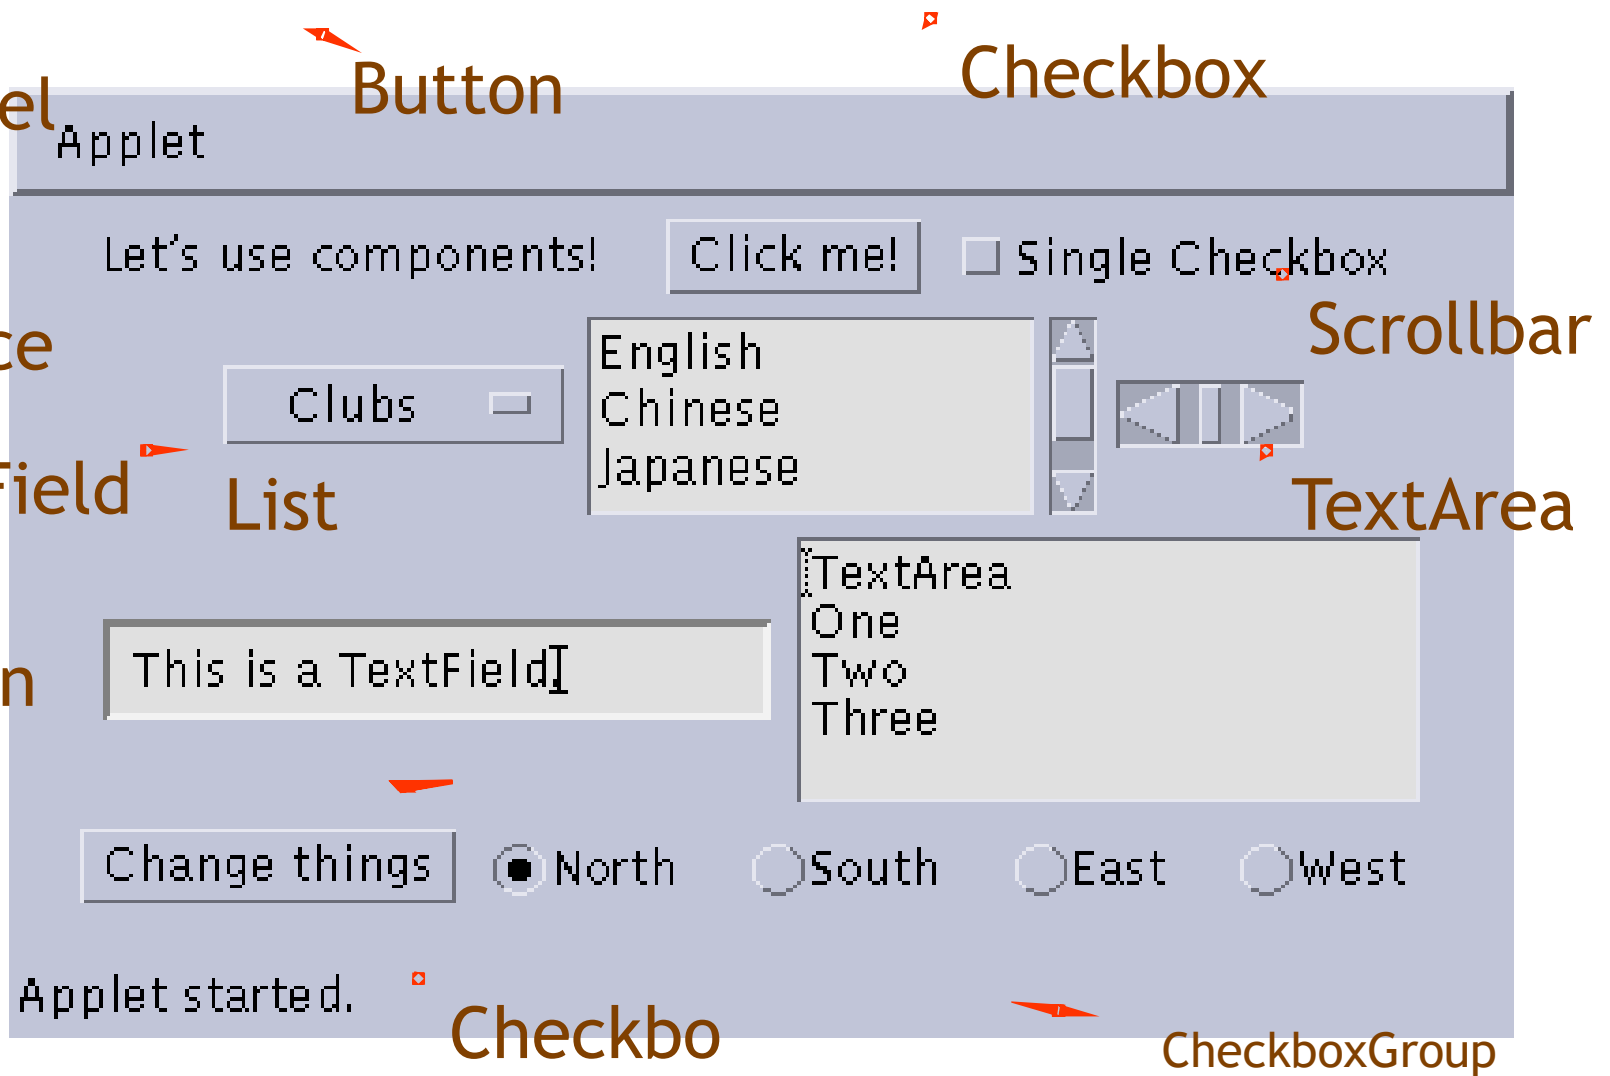 Button
Checkbox
el
Applet
Let's use components!
Click me!
Single Checkbox
Scrollbar
ce
English
Clubs
Chinese
Japanese
Field
List
TextArea
TextArea
One
This is a TextField.
Two
n
Three
Change things
North
South
East
West
Applet started.
Checkbo
CheckboxGroup